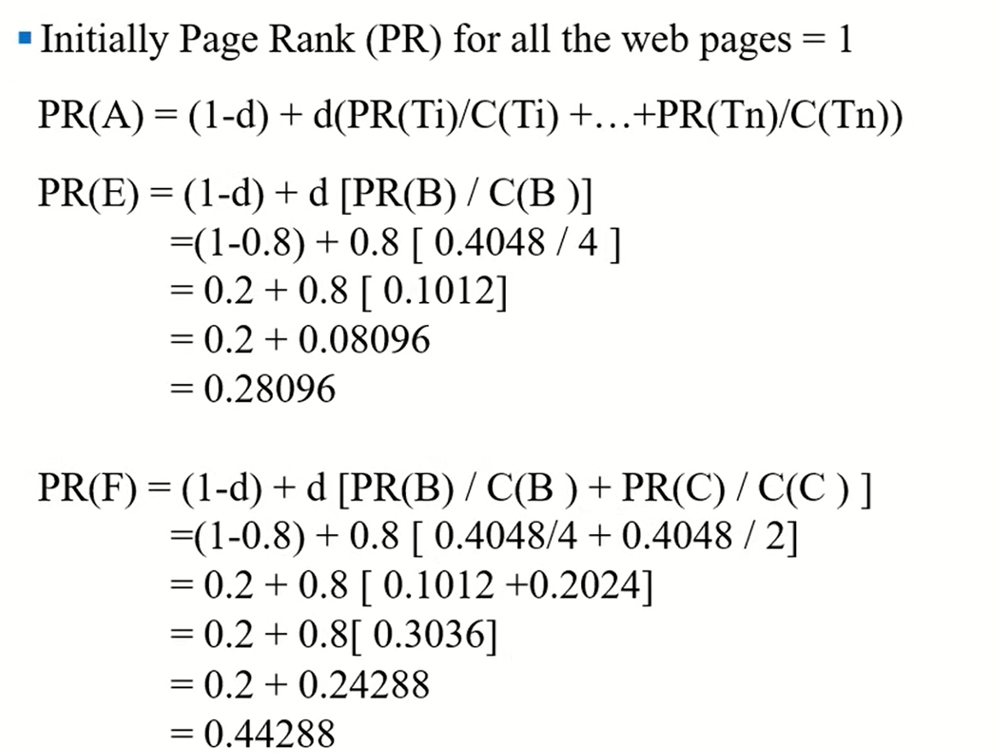 ▪ Initially Page Rank (PR) for all the web pages = 1
PR(A) = (1-d) + d(PR(Ti)/C(Ti) +…+PR(Tn)/C(Tn))
PR(E) = (1-d) + d [PR(B) / C(B )]
=(1-0.8) + 0.8 [ 0.4048 / 4 ]
= 0.2 + 0.8 [ 0.1012]
= 0.2 + 0.08096
= 0.28096
PR(F) = (1-d) + d [PR(B) / C(B ) + PR(C) / C(C ) ]
=(1-0.8) + 0.8 [ 0.4048/4 + 0.4048 / 2]
= 0.2 + 0.8 [ 0.1012 +0.2024]
= 0.2 + 0.8[ 0.3036]
= 0.2 + 0.24288
= 0.44288